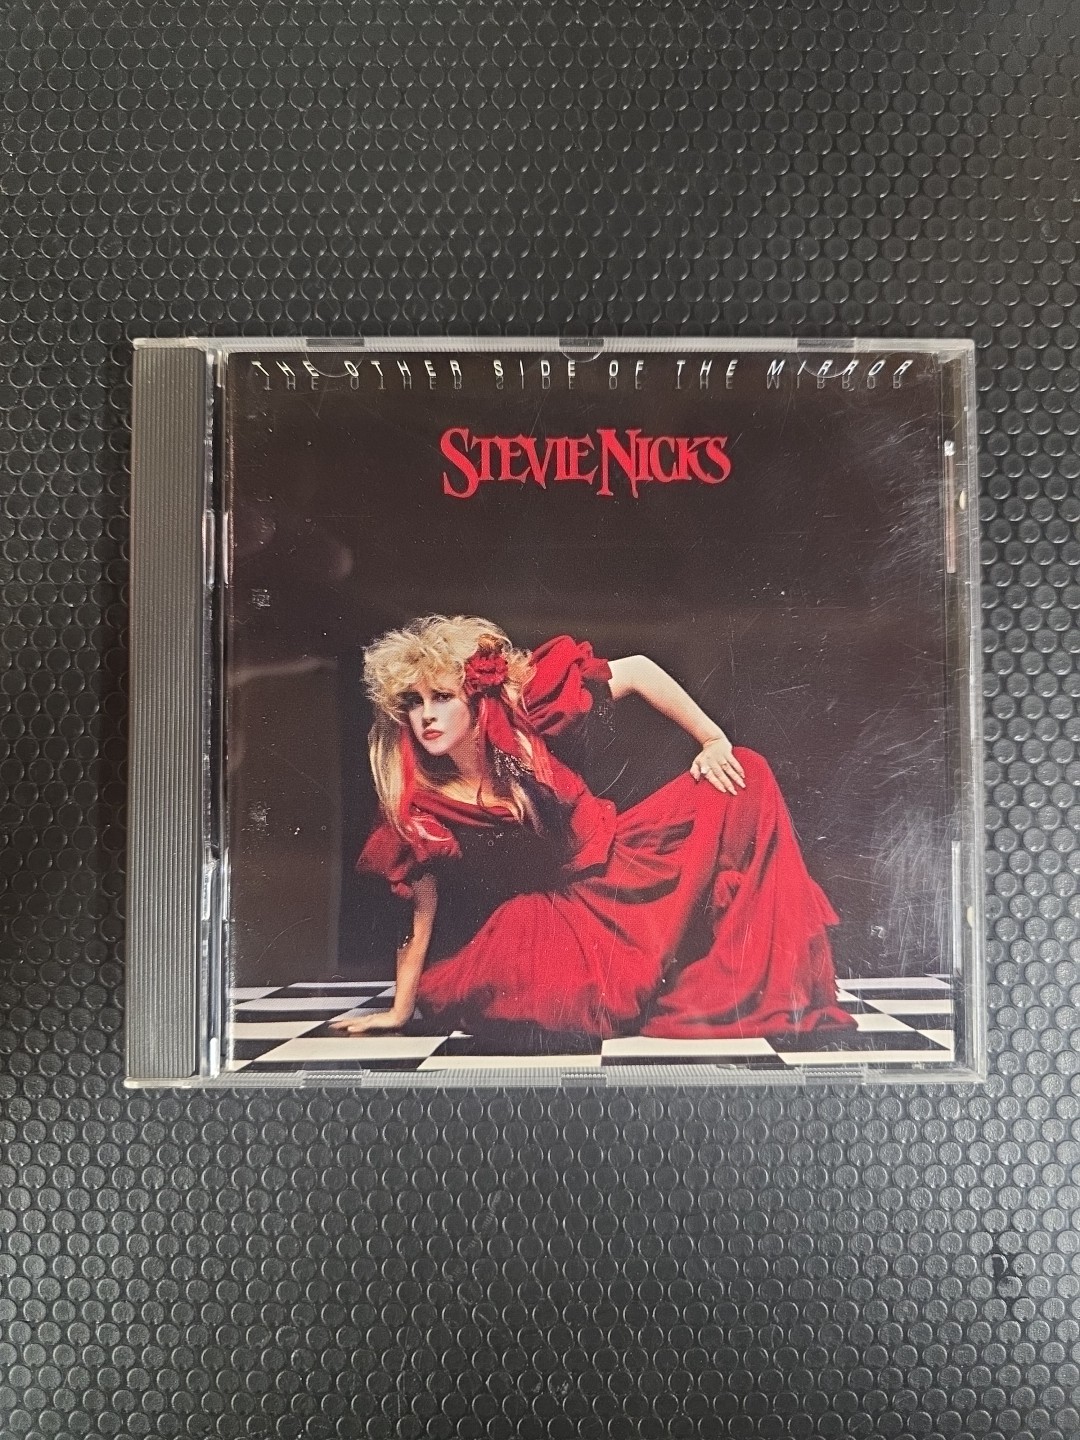 THE OTHER SIDE OF THE MIRROR
STEVIE NICKS